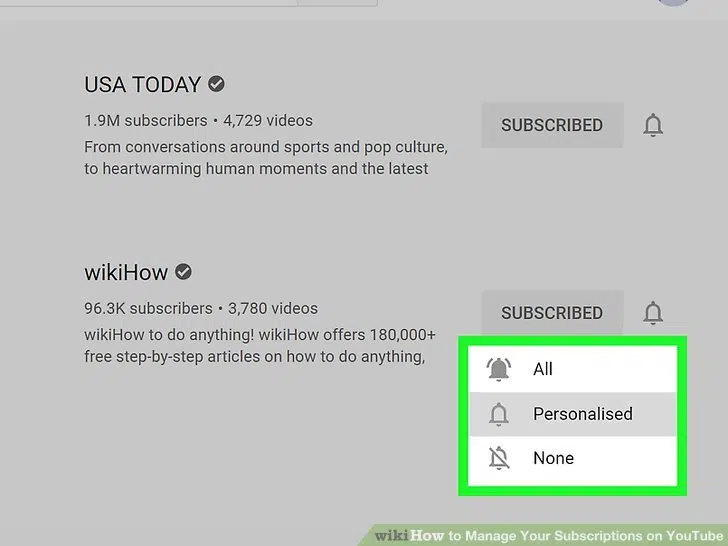 USA TODAY
1.9M subscribers • 4,729 videos
From conversations around sports and pop culture,
to heartwarming human moments and the latest
SUBSCRIBED
wikiHow
96.3K subscribers • 3,780 videos
wikiHow to do anything! wikiHow offers 180,000+
free step-by-step articles on how to do anything,
SUBSCRIBED
All
Personalised
None
wikiHow to Manage Your Subscriptions on YouTube